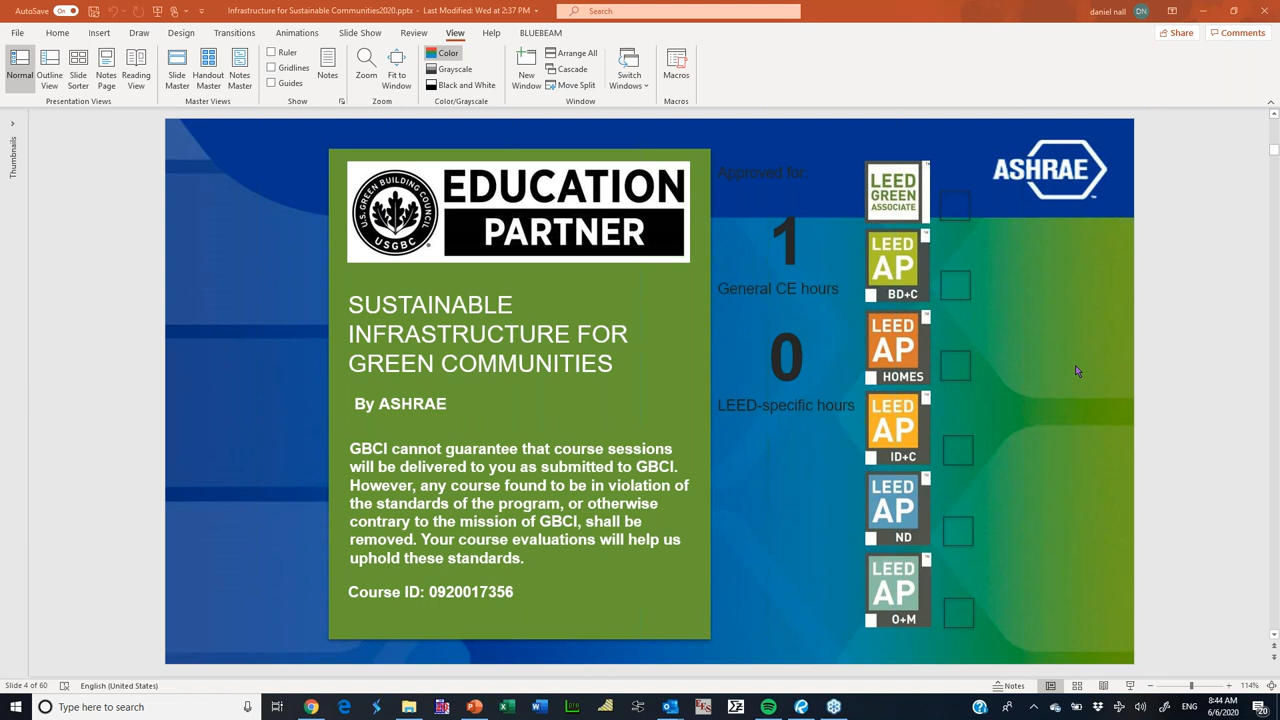 AutoSave On
Infrastructure for Sustainable Communities2020.pptx - Last Modified: Wed at 2:37 PM
Search
daniel nall
File Home Insert Draw Design Transitions Animations Slide Show Review View Help BLUEBEAM
Share Comments
Normal
Outline View
Slide Sorter
Notes Page
Reading View
Presentation Views
Slide Master
Handout Master
Notes Master
Master Views
Ruler
Gridlines
Guides
Notes
Show
Zoom
Fit to Window
Zoom
Color
Grayscale
Black and White
Color/Grayscale
New Window
Arrange All
Cascade
Move Split
Switch Windows
Window
Macros
Macros
Thumbnails
U.S. GREEN BUILDING COUNCIL
USGBC
EDUCATION
PARTNER
SUSTAINABLE
INFRASTRUCTURE FOR
GREEN COMMUNITIES
By ASHRAE
GBCI cannot guarantee that course sessions
will be delivered to you as submitted to GBCI.
However, any course found to be in violation of
the standards of the program, or otherwise
contrary to the mission of GBCI, shall be
removed. Your course evaluations will help us
uphold these standards.
Course ID: 0920017356
Approved for:
1
General CE hours
0
LEED-specific hours
LEED
GREEN
ASSOCIATE
LEED
AP
BD+C
LEED
AP
HOMES
LEED
AP
ID+C
LEED
AP
ND
LEED
AP
O+M
ASHRAE
Slide 4 of 60
English (United States)
Notes
114%
Type here to search
8:44 AM
6/6/2020